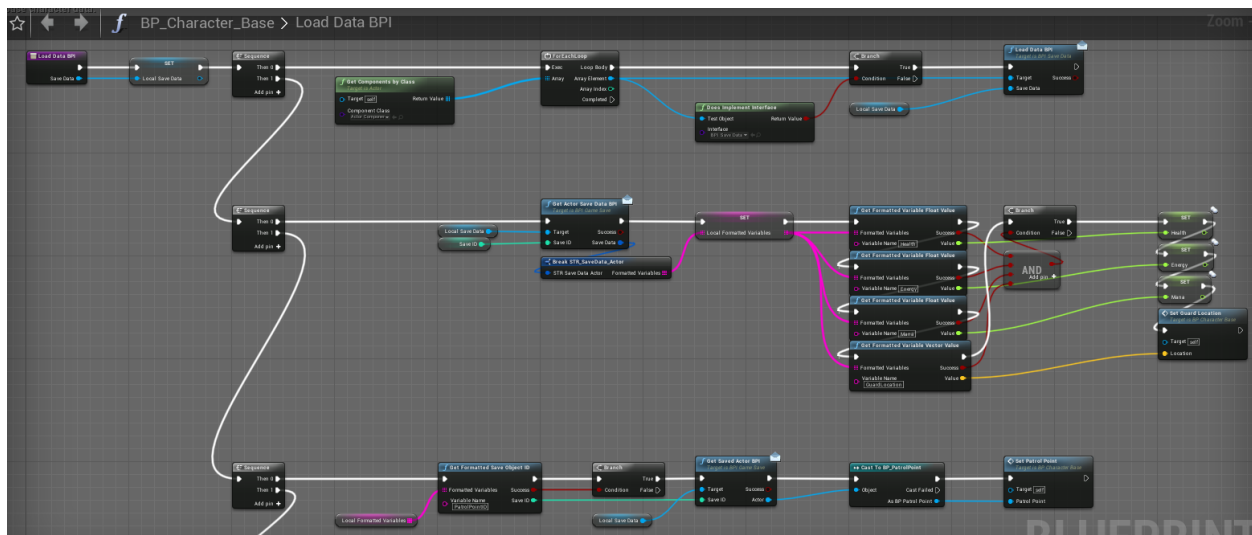 BP_Character_Base > Load Data BPI
Zoom
Load Data BPI
Save Data
SET
Local Save Data
Sequence
Then 0
Then 1
Add pin +
Get Components by Class
Target is Actor
Target self
Return Value
Component Class
Actor Component
ForEachLoop
Exec
Loop Body
Array
Array Element
Array Index
Completed
Does Implement Interface
Test Object
Return Value
Interface
BPI Save Data
Branch
True
Condition
False
Local Save Data
Load Data BPI
Target is BPI Save Data
Target
Success
Save Data
Sequence
Then 0
Then 1
Add pin +
Local Save Data
Save ID
Get Actor Save Data BPI
Target is BPI Game Save
Target
Success
Save ID
Save Data
Break STR_SaveData_Actor
STR Save Data Actor
Formatted Variables
SET
Local Formatted Variables
Get Formatted Variable Float Value
Formatted Variables
Success
Variable Name Health
Value
Get Formatted Variable Float Value
Formatted Variables
Success
Variable Name Energy
Value
Get Formatted Variable Float Value
Formatted Variables
Success
Variable Name Mana
Value
Get Formatted Variable Vector Value
Formatted Variables
Success
Variable Name
GuardLocation
Value
Branch
True
Condition
False
AND
Add pin +
SET
Health
SET
Energy
SET
Mana
Set Guard Location
Target is BP Character Base
Target self
Location
Sequence
Then 0
Then 1
Add pin +
Local Formatted Variables
Get Formatted Save Object ID
Formatted Variables
Success
Variable Name
PatrolPointID
Save ID
Branch
True
Condition
False
Local Save Data
Get Saved Actor BPI
Target is BPI Game Save
Target
Success
Save ID
Actor
Cast To BP_PatrolPoint
Object
Cast Failed
As BP Patrol Point
Set Patrol Point
Target is BP Character Base
Target self
Patrol Point